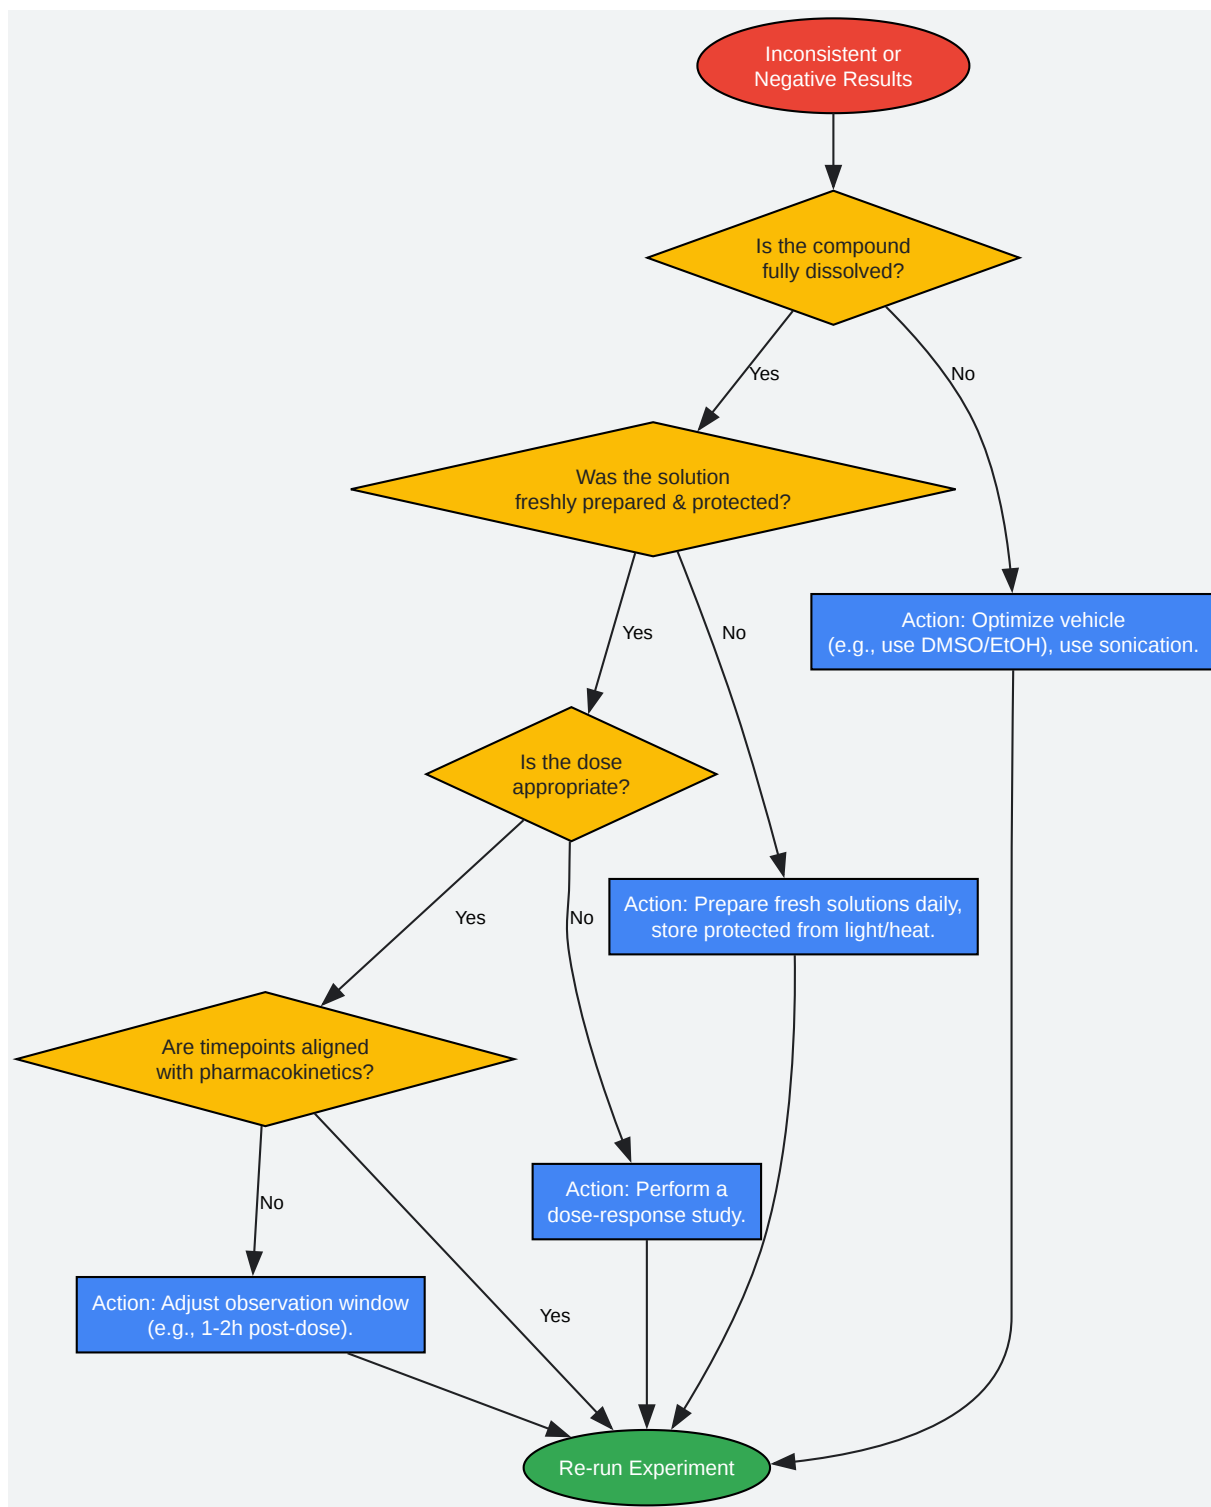 Inconsistent or
Negative Results
Is the compound
fully dissolved?
Yes
No
Was the solution
freshly prepared & protected?
Action: Optimize vehicle
(e.g., use DMSO/EtOH), use sonication.
Yes
No
Is the dose
appropriate?
Action: Prepare fresh solutions daily,
store protected from light/heat.
Yes
No
Are timepoints aligned
with pharmacokinetics?
Action: Perform a
dose-response study.
No
Action: Adjust observation window
(e.g., 1-2h post-dose).
Yes
Re-run Experiment